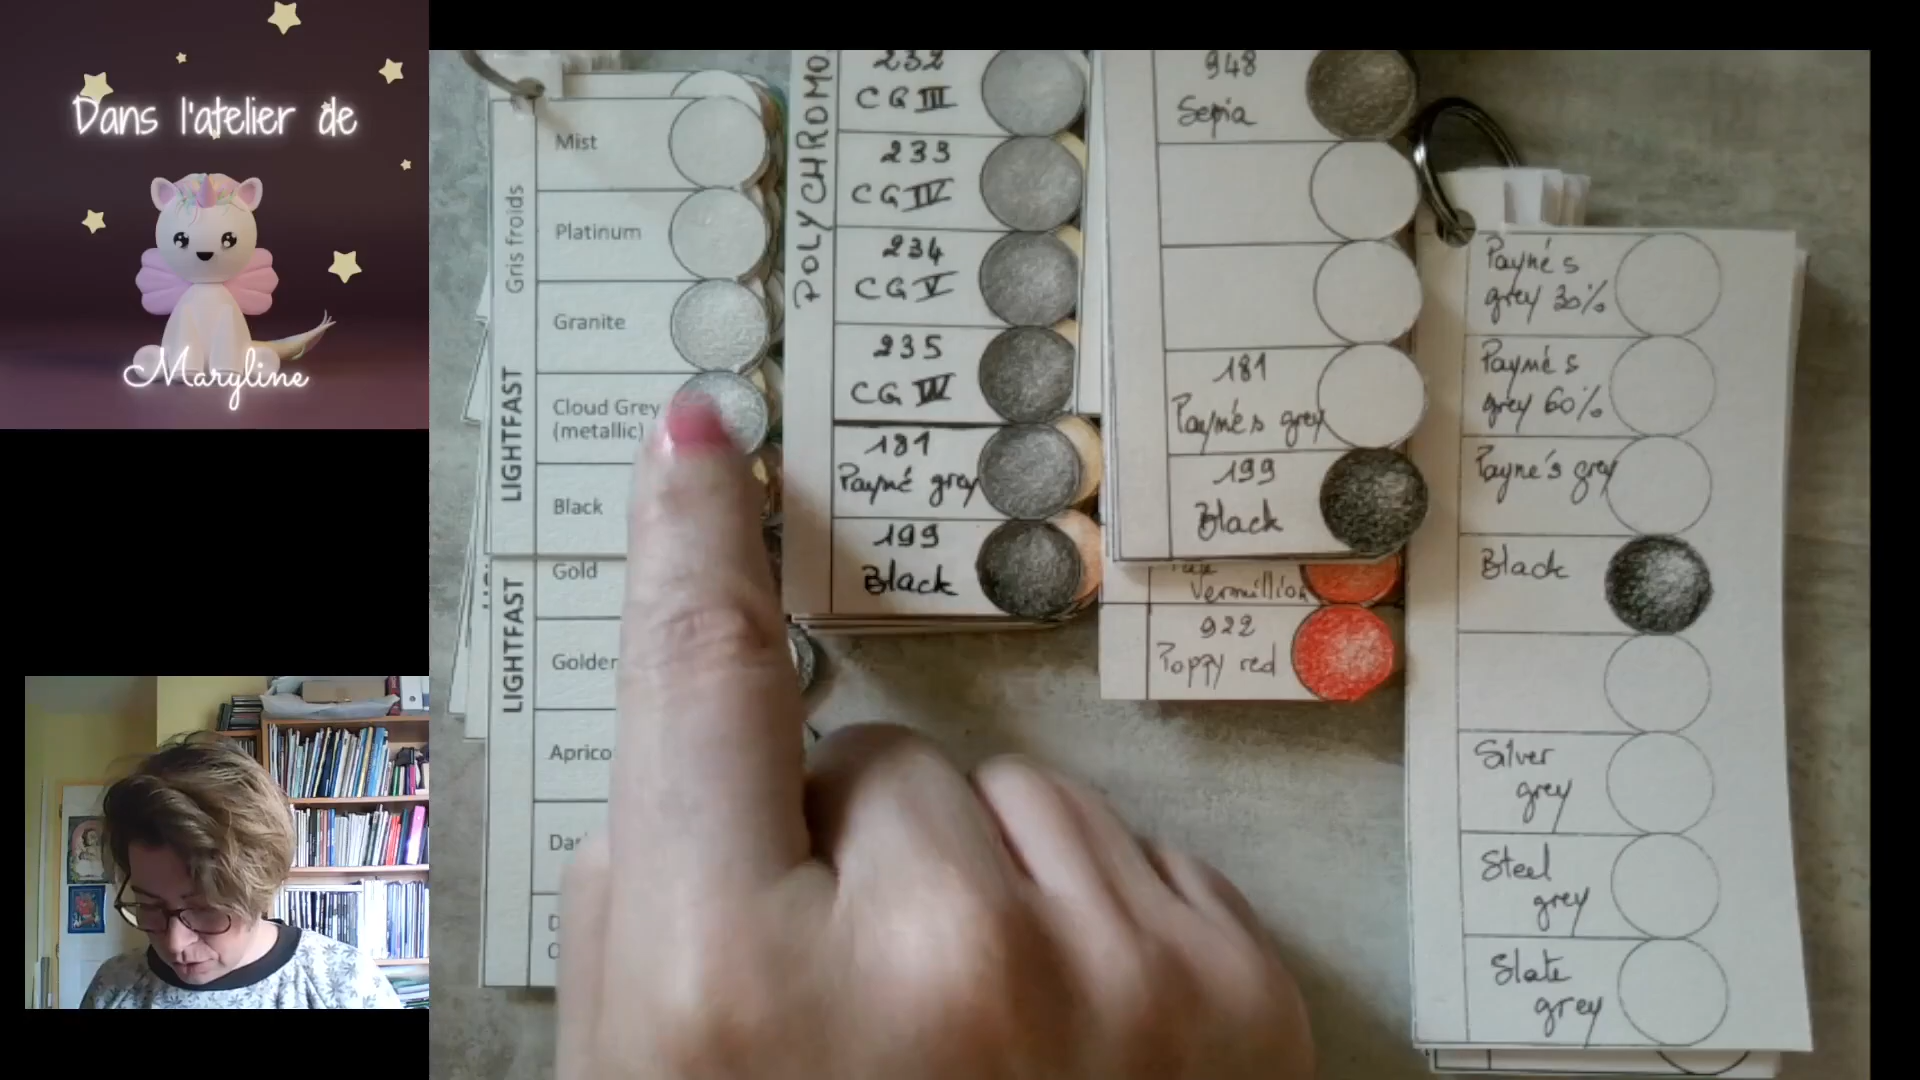 Dans l'atelier de
Maryline
Gris froids
LIGHTFAST
Mist
Platinum
Granite
Cloud Grey
(metallic)
Black
LIGHTFAST
Gold
Golden
POLYCHROMO
232
CG III
233
CG IV
234
CG V
235
CG VI
181
Payne grey
199
Black
948
Sepia
181
Payne's grey
199
Black
Vermillion
922
Poppy red
Payne's
grey 30%
Payne's
grey 60%
Payne's grey
Black
Silver
grey
Steel
grey
Slate
grey